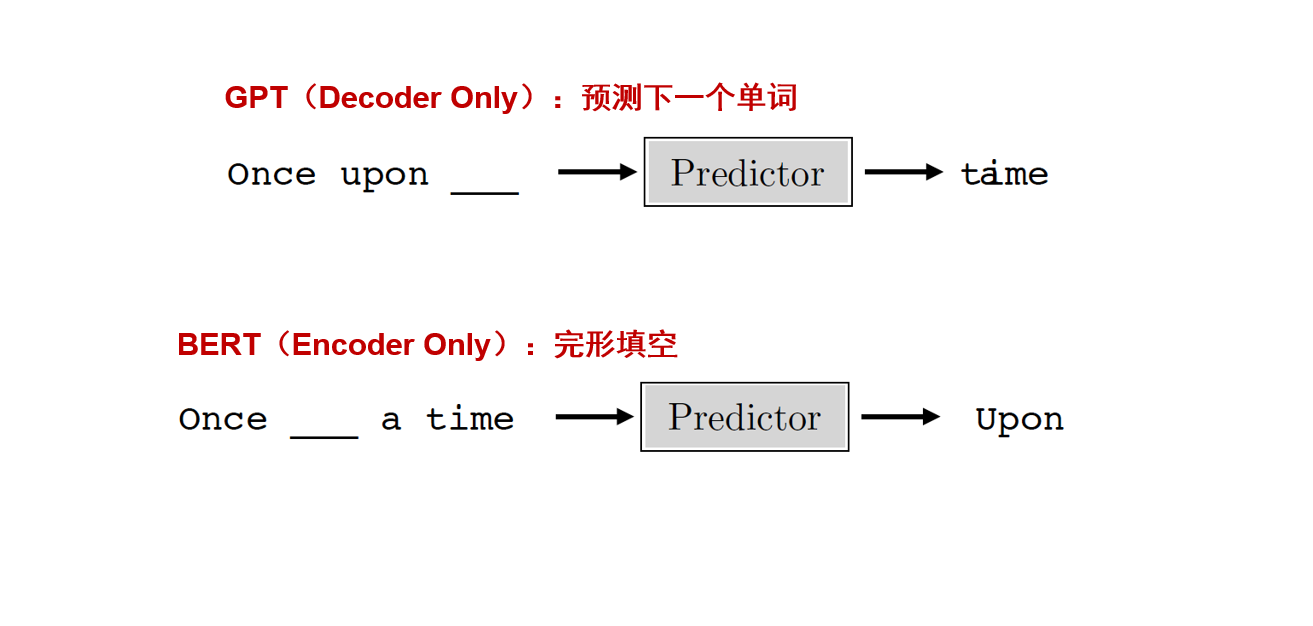 GPT（Decoder Only）：预测下一个单词
Once upon ___ Predictor time
BERT（Encoder Only）：完形填空
Once ___ a time Predictor Upon